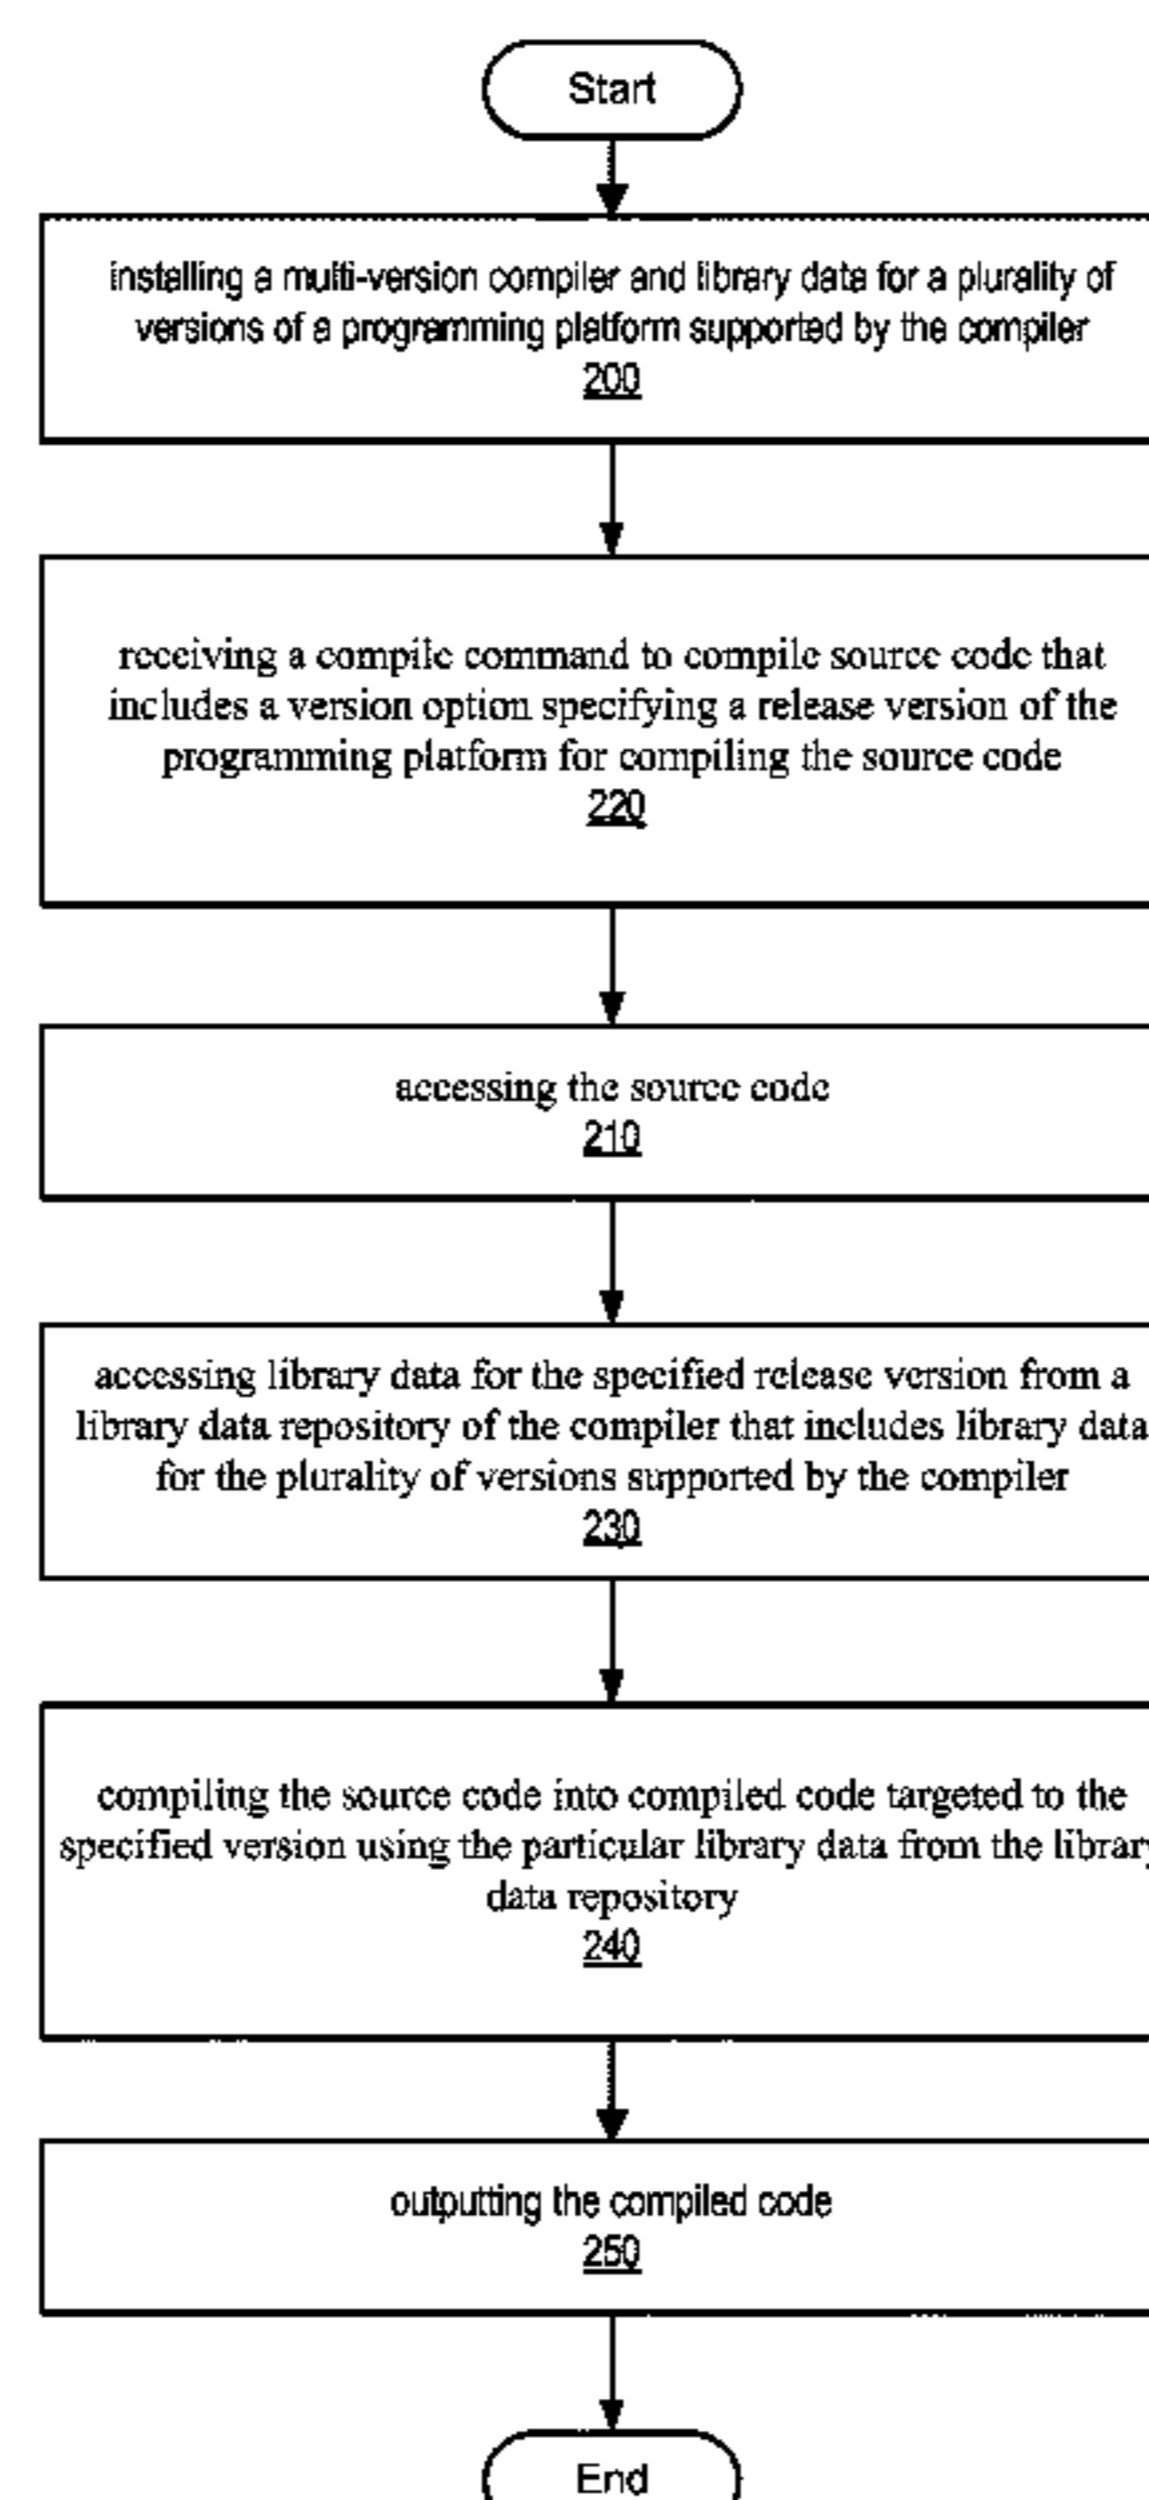 Start
installing a multi-version compiler and library data for a plurality of
versions of a programming platform supported by the compiler
200
receiving a compile command to compile source code that
includes a version option specifying a release version of the
programming platform for compiling the source code
220
accessing the source code
210
accessing library data for the specified release version from a
library data repository of the compiler that includes library data
for the plurality of versions supported by the compiler
230
compiling the source code into compiled code targeted to the
specified version using the particular library data from the library
data repository
240
outputting the compiled code
250
End